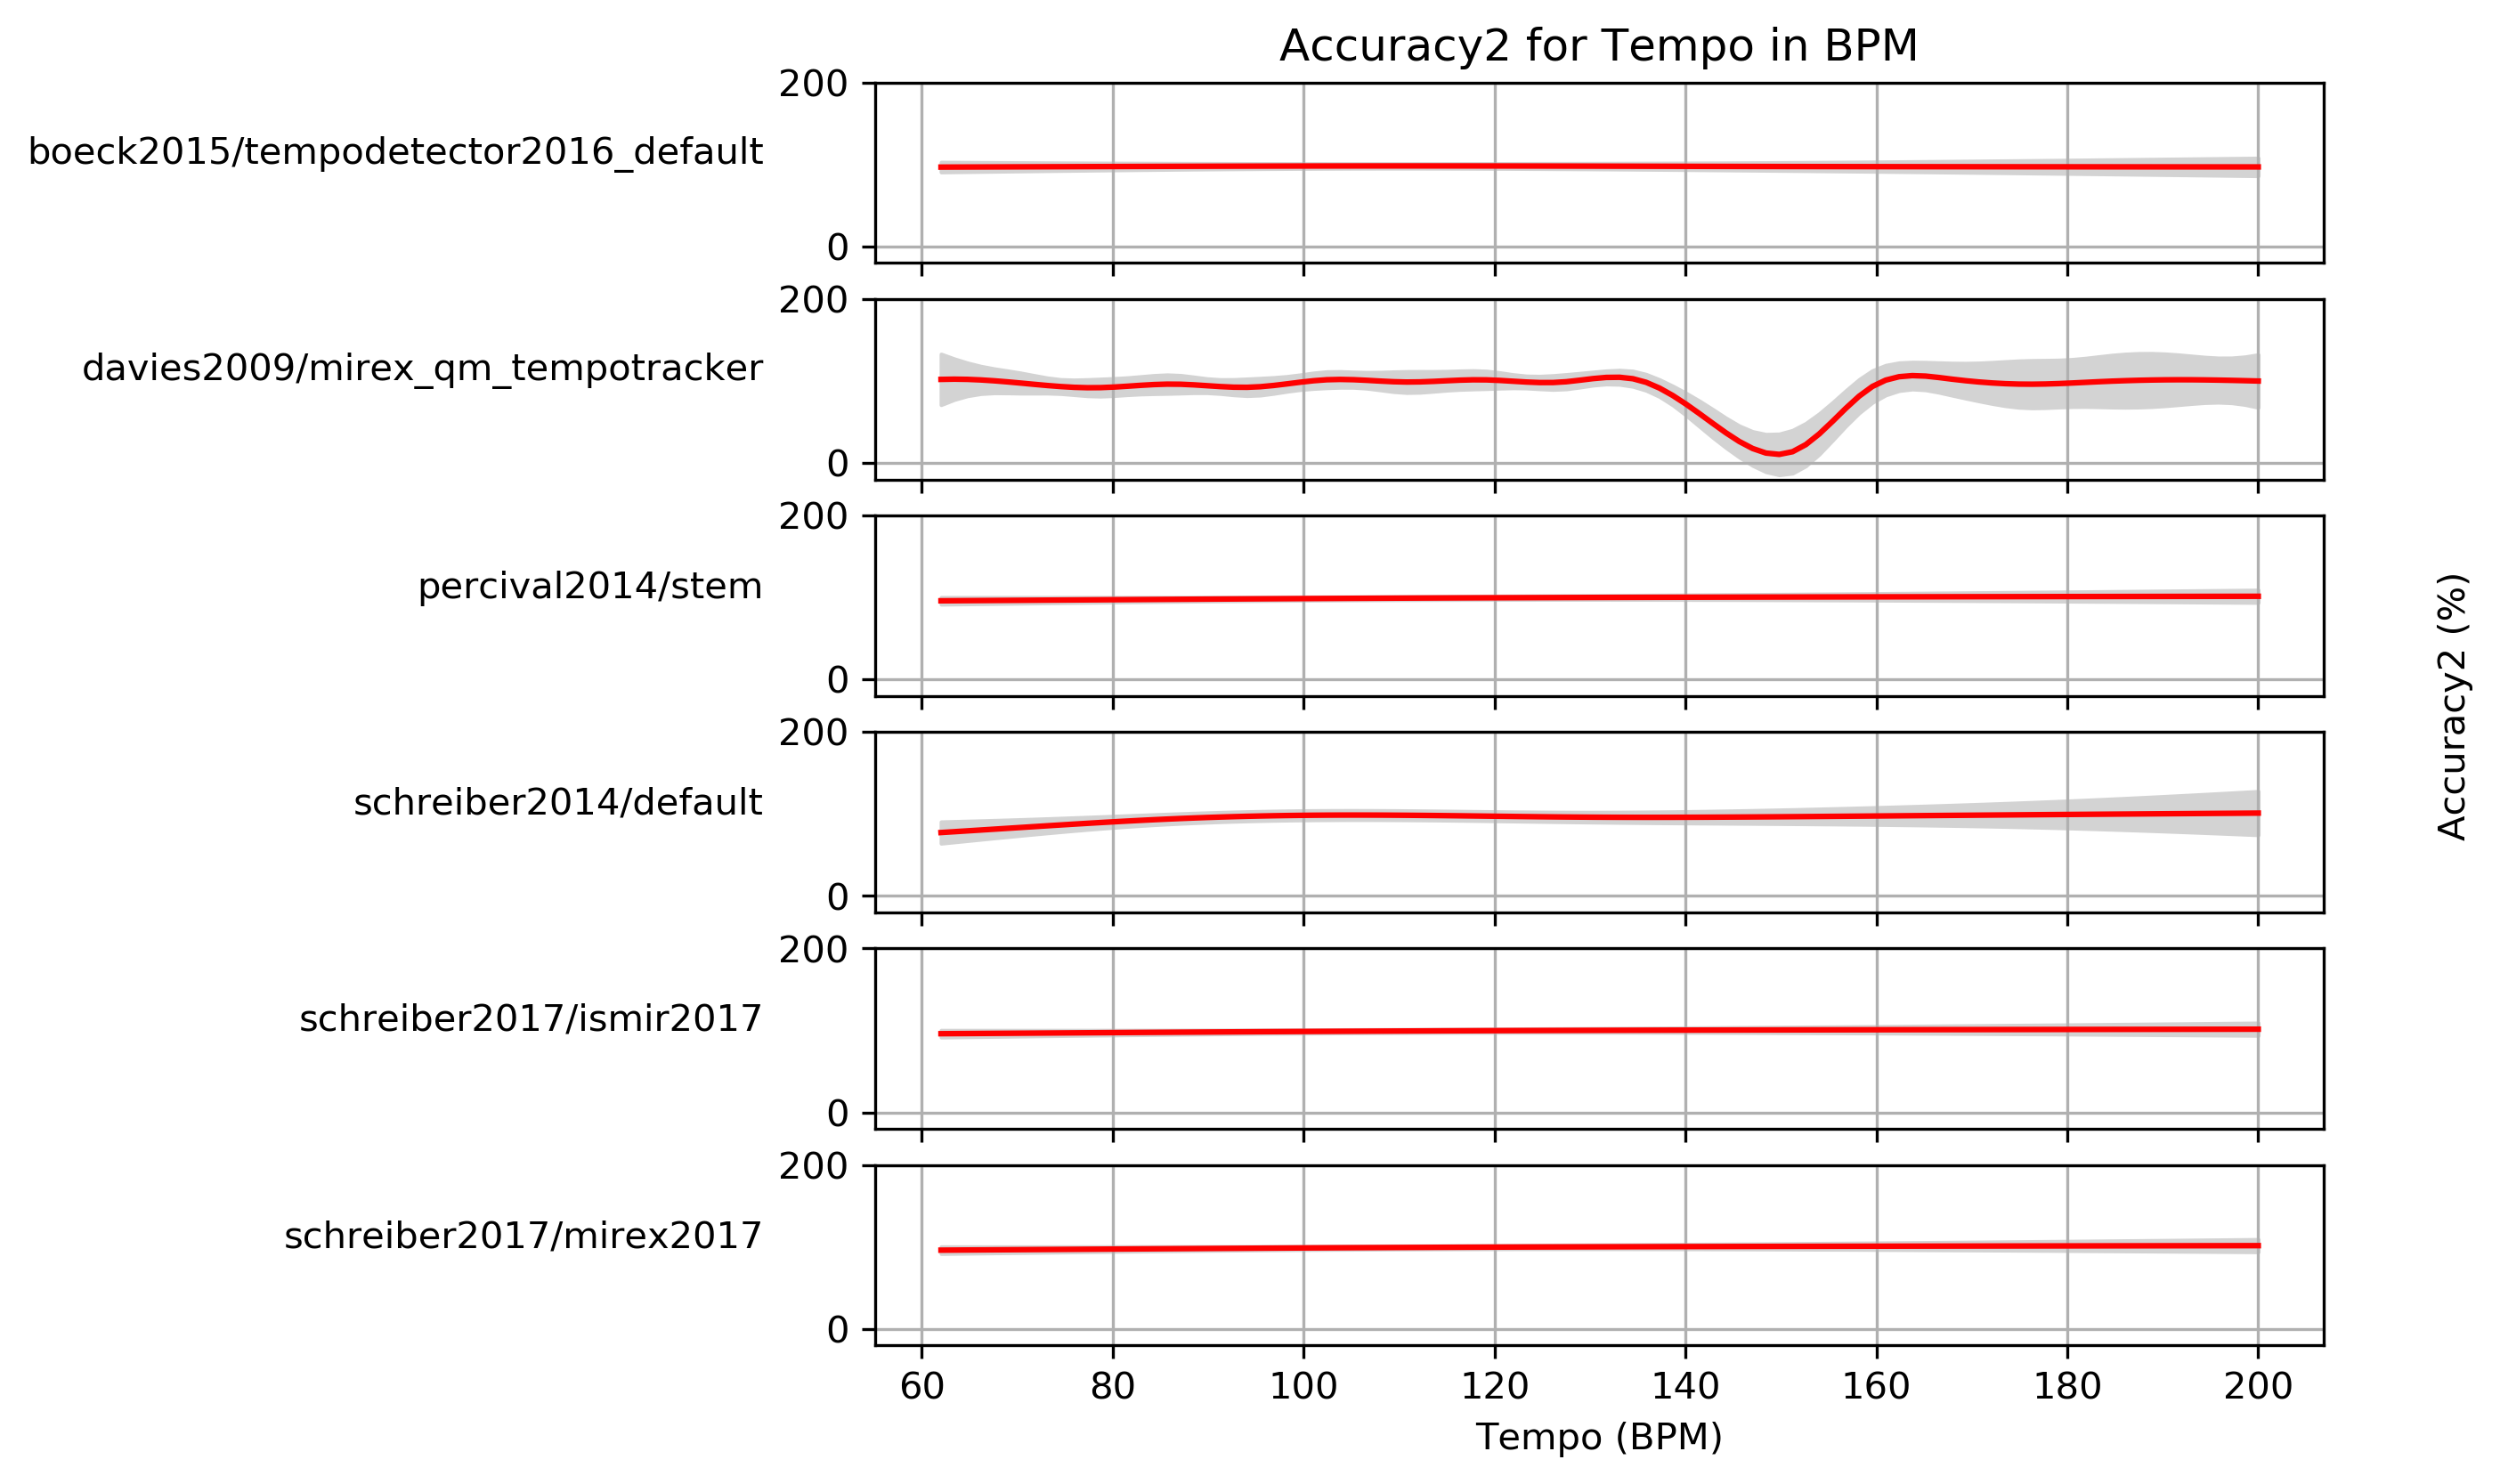 Accuracy2 for Tempo in BPM
200
boeck2015/tempodetector2016_default
0
200
davies2009/mirex_qm_tempotracker
0
200
percival2014/stem
0
200
schreiber2014/default
0
200
schreiber2017/ismir2017
0
200
schreiber2017/mirex2017
0
60 80 100 120 140 160 180 200
Tempo (BPM)
Accuracy2 (%)